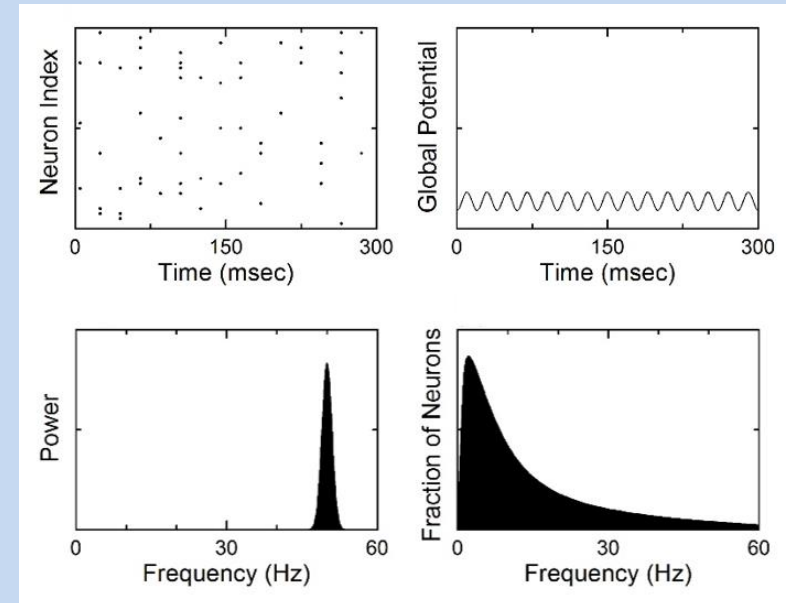 Neuron Index
0 150 300
Time (msec)
Global Potential
0 150 300
Time (msec)
Power
0 30 60
Frequency (Hz)
Fraction of Neurons
0 30 60
Frequency (Hz)